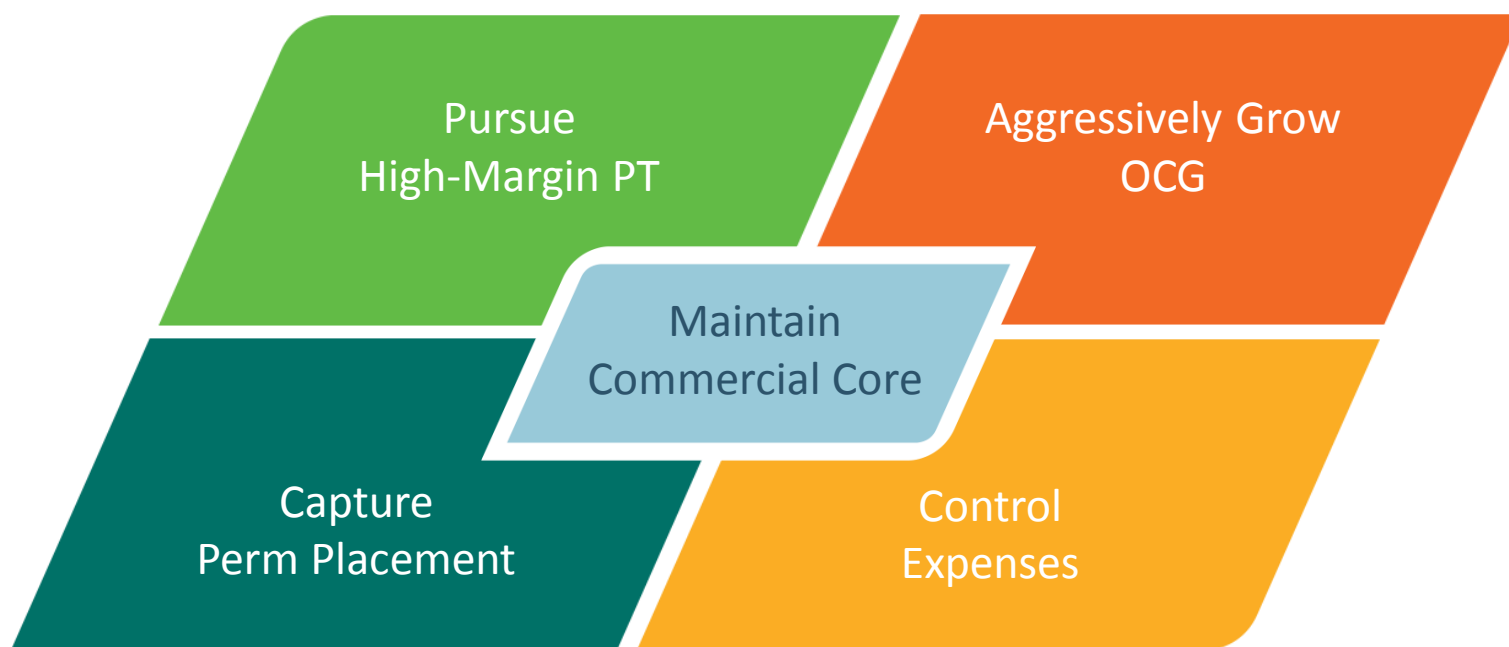 Pursue
High-Margin PT
Aggressively Grow
OCG
Maintain
Commercial Core
Capture
Perm Placement
Control
Expenses